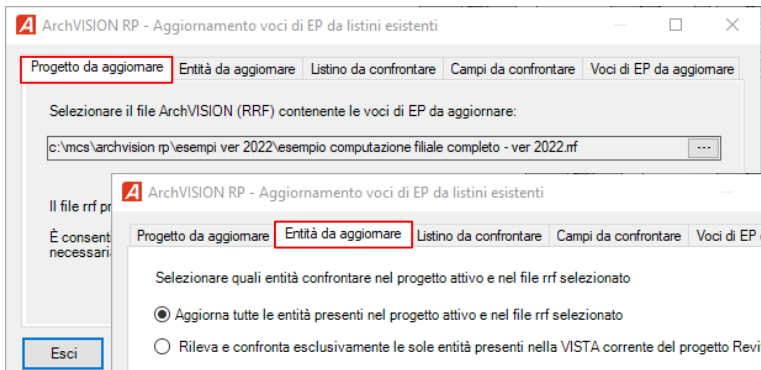 ArchVISION RP - Aggiornamento voci di EP da listini esistenti
Progetto da aggiornare Entità da aggiornare Listino da confrontare Campi da confrontare Voci di EP da aggiornare
Selezionare il file ArchVISION (RRF) contenente le voci di EP da aggiornare:
c:\mcs\archvision rp\esempi ver 2022\esempio computazione filiale completo - ver 2022.rrf
...
Il file rrf pr
È consent
necessari
Esci
ArchVISION RP - Aggiornamento voci di EP da listini esistenti
Progetto da aggiornare Entità da aggiornare Listino da confrontare Campi da confrontare Voci di EP
Selezionare quali entità confrontare nel progetto attivo e nel file rrf selezionato
Aggiorna tutte le entità presenti nel progetto attivo e nel file rrf selezionato
Rileva e confronta esclusivamente le sole entità presenti nella VISTA corrente del progetto Revi